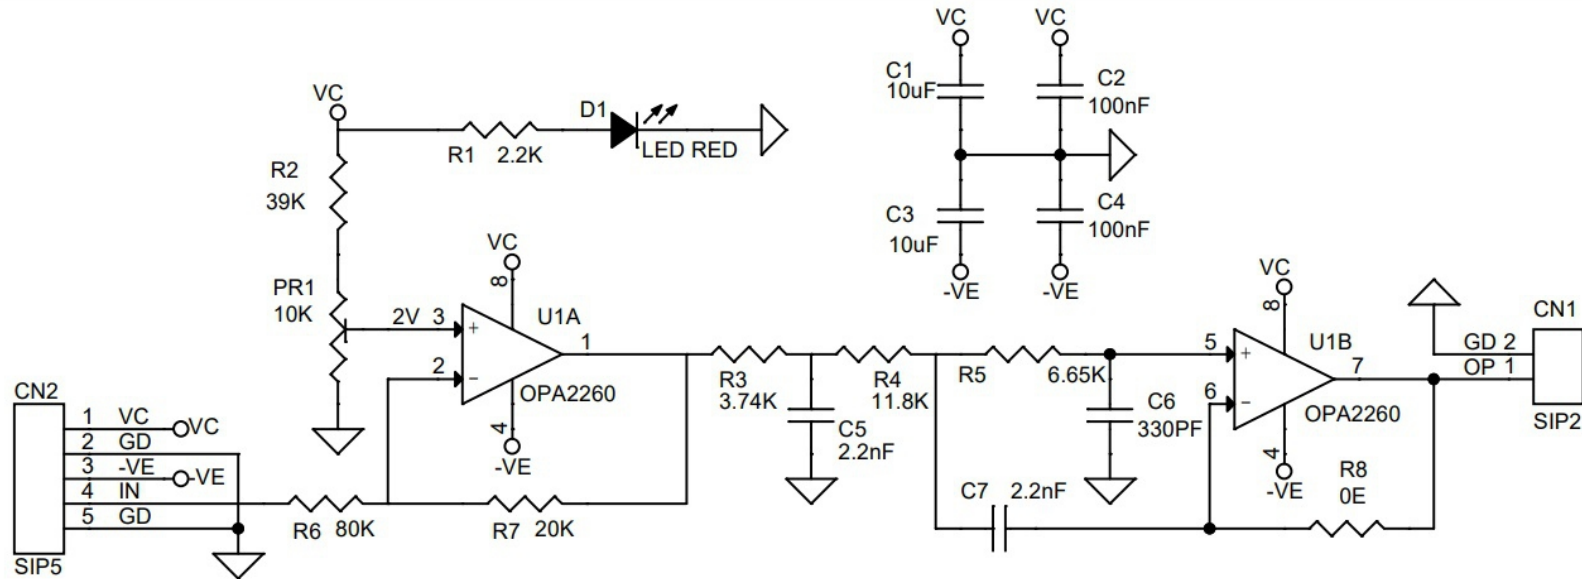 VC
VC
C1
10uF
C2
100nF
C3
10uF
C4
100nF
-VE
-VE
VC
R1 2.2K
D1
LED RED
R2
39K
PR1
10K
2V
VC
8
3
+
2
-
U1A
1
OPA2260
4
-VE
R3
3.74K
C5
2.2nF
R4
11.8K
R5
6.65K
C6
330PF
VC
8
5
+
6
-
U1B
7
OPA2260
4
-VE
C7 2.2nF
R8
0E
CN1
GD 2
OP 1
SIP2
CN2
1 VC VC
2 GD
3 -VE -VE
4 IN
5 GD
SIP5
R6 80K
R7 20K